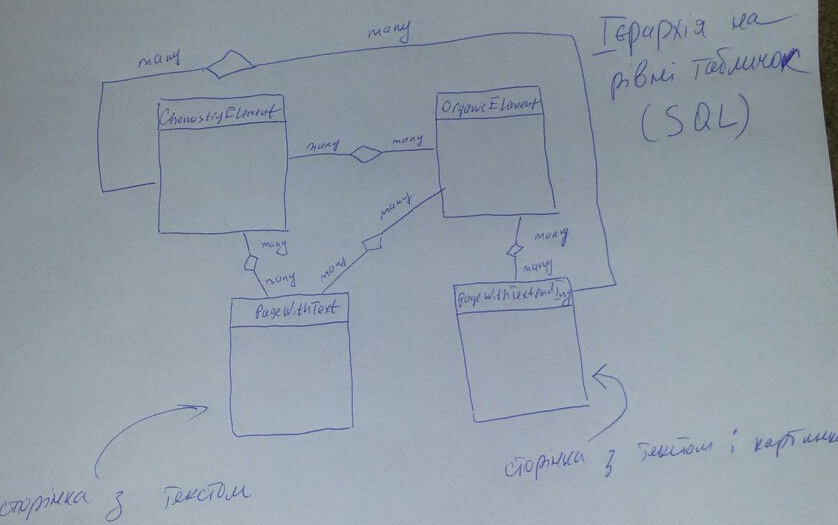 Ієрархія на
рівні табличок
(SQL)
many
many
ChemistryElement
OrganicElement
many
many
many
many
many
many
many
many
PageWithText
PageWithTextAndImg
сторінка з текстом
сторінка з текстом і картинк